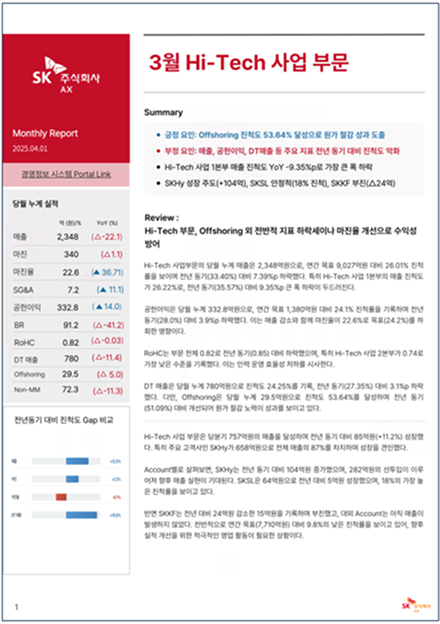 SK 주식회사
AX
Monthly Report
2025.04.01
경영정보 시스템 Portal Link
당월 누계 실적
억 (원)/% YoY (%)
매출 2,348 (△-22.1)
마진 340 (△1.1)
마진율 22.6 (▲ 36.71)
SG&A 7.2 (▲ 11.1)
공헌이익 332.8 (▲ 14.0)
BR 91.2 (△-41.2)
RoHC 0.82 (△-0.03)
DT 매출 780 (△-11.4)
Offshoring 29.5 (△ 5.0)
Non-MM 72.3 (△-11.3)
전년동기 대비 진척도 Gap 비교
3월 Hi-Tech 사업 부문
Summary
• 긍정 요인: Offshoring 진척도 53.64% 달성으로 원가 절감 성과 도출
• 부정 요인: 매출, 공헌이익, DT매출 등 주요 지표 전년 동기 대비 진척도 악화
• Hi-Tech 사업 1본부 매출 진척도 YoY -9.35%p로 가장 큰 폭 하락
• SKHy 성장 주도(+104억), SKSL 안정적(18% 진척), SKKF 부진(△24억)
Review :
Hi-Tech 부문, Offshoring 외 전반적 지표 하락세이나 마진율 개선으로 수익성
방어
Hi-Tech사업부문의 당월 누계 매출은 2,348억원으로, 연간 목표 9,027억원 대비 26.01% 진척
률을 보이며 전년 동기(33.40%) 대비 7.39%p 하락했다. 특히 Hi-Tech 사업 1본부의 매출 진척도
가 26.22%로, 전년 동기(35.57%) 대비 9.35%p 큰 폭 하락이 두드러진다.
공헌이익은 당월 누계 332.8억원으로, 연간 목표 1,380억원 대비 24.1% 진척률을 기록하며 전년
동기(28.0%) 대비 3.9%p 하락했다. 이는 매출 감소와 함께 마진율이 22.6%로 목표(24.2%)를 하
회한 영향이다.
RoHC는 부문 전체 0.82로 전년 동기(0.85) 대비 하락했으며, 특히 Hi-Tech 사업 2본부가 0.74로
가장 낮은 수준을 기록했다. 이는 인력 운영 효율성 저하를 시사한다.
DT 매출은 당월 누계 780억원으로 진척도 24.25%를 기록, 전년 동기(27.35%) 대비 3.1%p 하락
했다. 다만, Offshoring은 당월 누계 29.5억원으로 진척도 53.64%를 달성하며 전년 동기
(51.09%) 대비 개선되어 원가 절감 노력이 성과를 보이고 있다.
Hi-Tech 사업부문은 당분기 757억원의 매출을 달성하며 전년 동기 대비 85억원(+11.2%) 성장했
다. 특히 주요 고객사인 SKHy가 658억원으로 전체 매출의 87%를 차지하며 성장을 견인했다.
Account별로 살펴보면, SKHy는 전년 동기 대비 104억원 증가했으며, 282억원의 선투입이 이루
어져 향후 매출 실현이 기대된다. SKSL은 64억원으로 전년 대비 5억원 성장했으며, 18%의 가장 높
은 진척률을 보이고 있다.
반면 SKKF는 전년 대비 24억원 감소한 15억원을 기록하며 부진했고, 대외 Account는 아직 매출이
발생하지 않았다. 전반적으로 연간 목표(7,710억원) 대비 9.8%의 낮은 진척률을 보이고 있어, 향후
실적 개선을 위한 적극적인 영업 활동이 필요한 상황이다.
1
SK 주식회사
AX